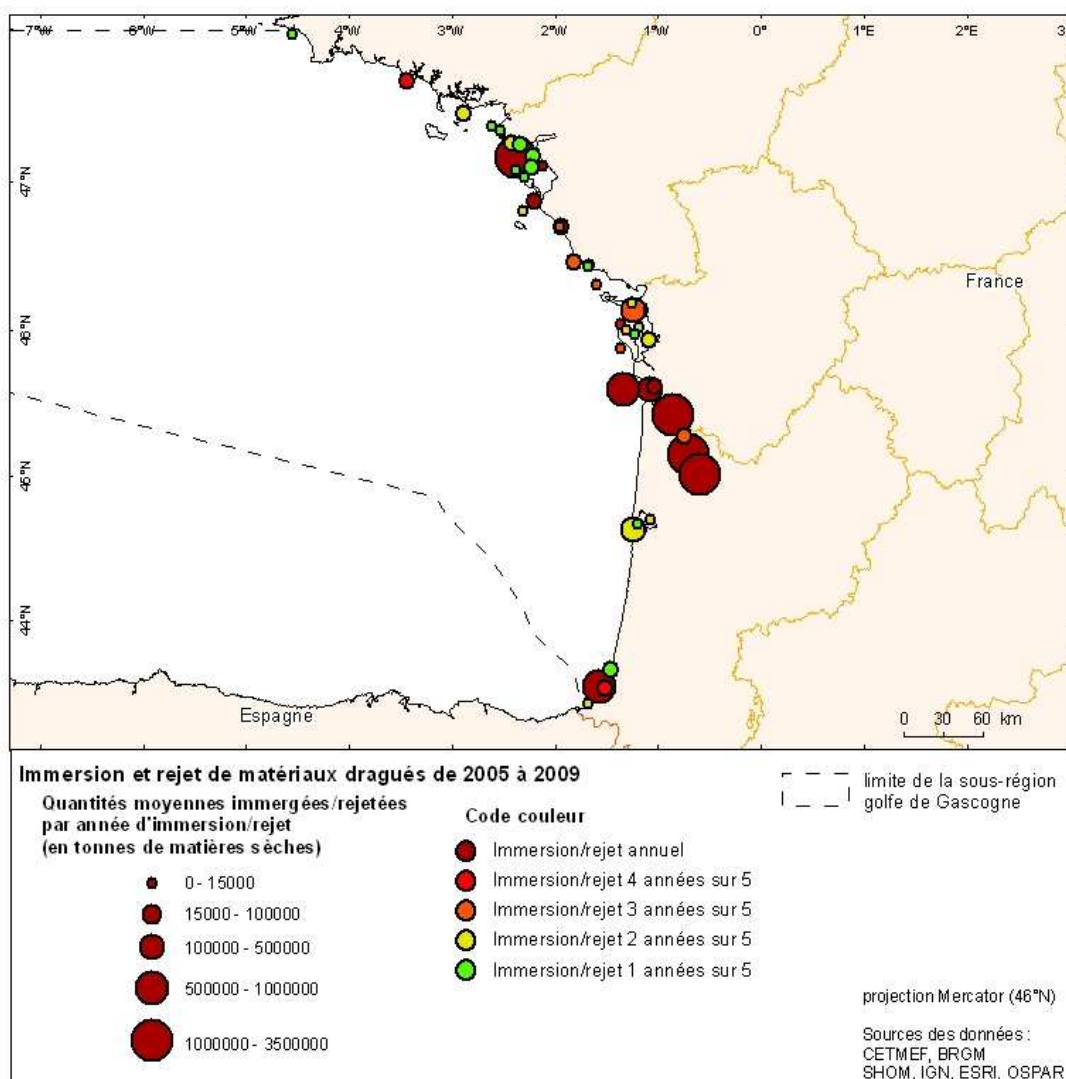 7°W 6°W 5°W 4°W 3°W 2°W 1°W 0° 1°E 2°E 3
47°N
46°N
45°N
44°N
France
Espagne
0 30 60 km
Immersion et rejet de matériaux dragués de 2005 à 2009
Quantités moyennes immergées/rejetées
par année d'immersion/rejet
(en tonnes de matières sèches)
0 - 15000
15000 - 100000
100000 - 500000
500000 - 1000000
1000000 - 3500000
Code couleur
Immersion/rejet annuel
Immersion/rejet 4 années sur 5
Immersion/rejet 3 années sur 5
Immersion/rejet 2 années sur 5
Immersion/rejet 1 années sur 5
limite de la sous-région
golfe de Gascogne
projection Mercator (46°N)
Sources des données :
CETMEF, BRGM
SHOM, IGN, ESRI, OSPAR